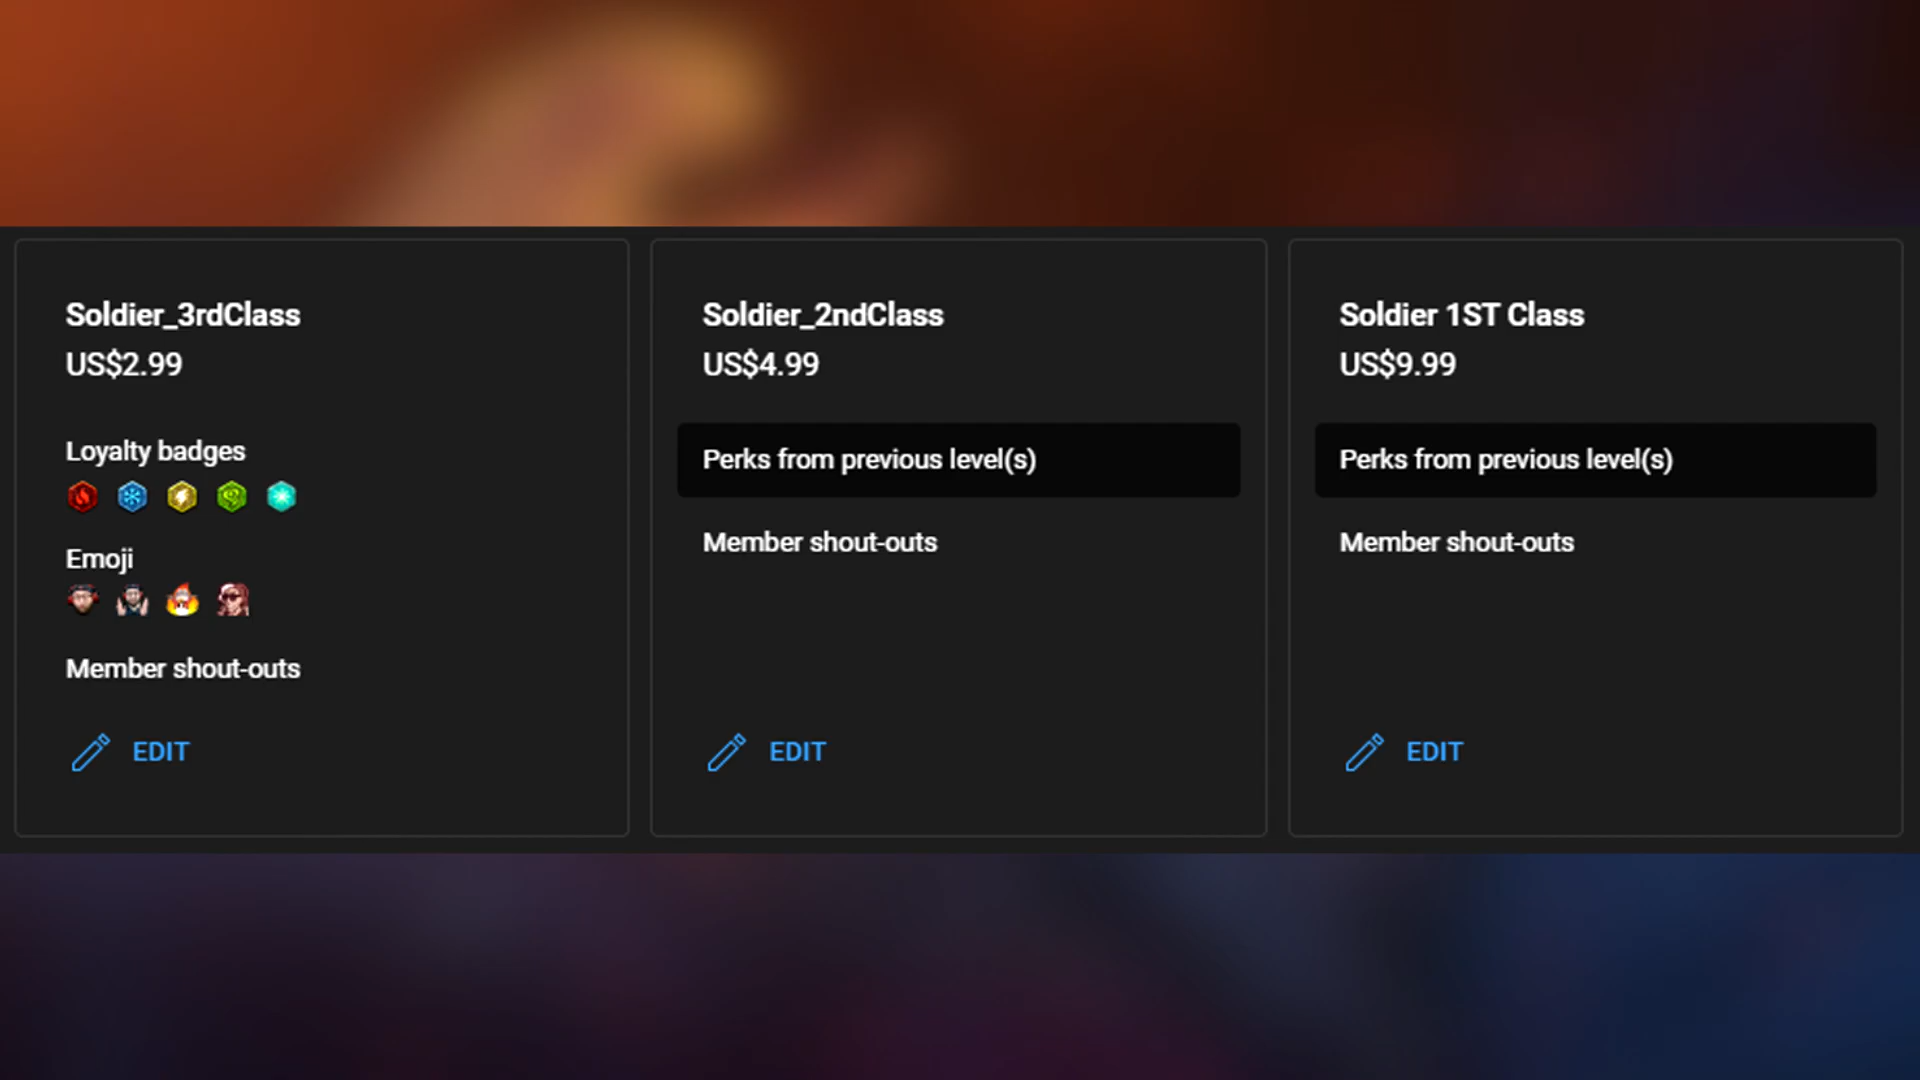 Soldier_3rdClass
US$2.99
Loyalty badges
Emoji
Member shout-outs
EDIT
Soldier_2ndClass
US$4.99
Perks from previous level(s)
Member shout-outs
EDIT
Soldier 1ST Class
US$9.99
Perks from previous level(s)
Member shout-outs
EDIT